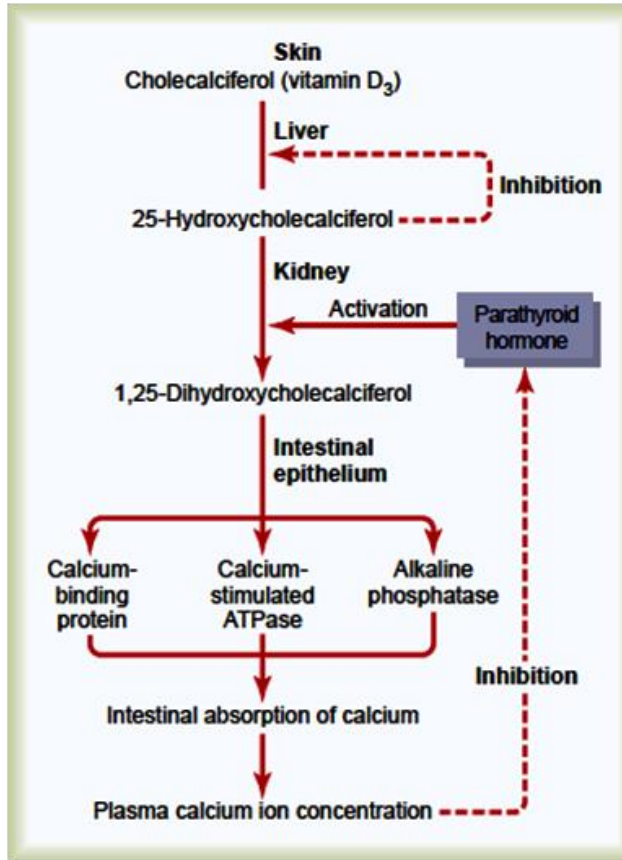 Skin
Cholecalciferol (vitamin D₃)
Liver
Inhibition
25-Hydroxycholecalciferol
Kidney
Activation
Parathyroid
hormone
1,25-Dihydroxycholecalciferol
Intestinal
epithelium
Calcium-
binding
protein
Calcium-
stimulated
ATPase
Alkaline
phosphatase
Inhibition
Intestinal absorption of calcium
Plasma calcium ion concentration